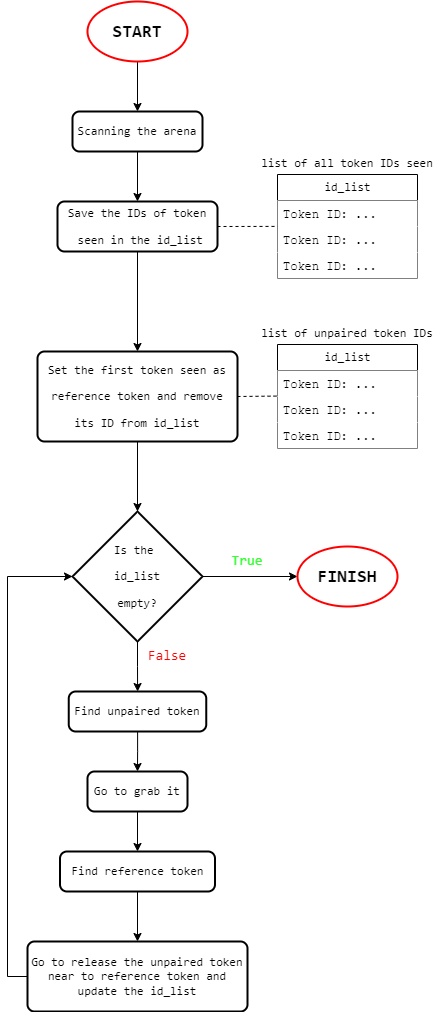 START
Scanning the arena
list of all token IDs seen
id_list
Save the IDs of token
seen in the id_list
Token ID: ...
Token ID: ...
Token ID: ...
list of unpaired token IDs
id_list
Set the first token seen as
reference token and remove
its ID from id_list
Token ID: ...
Token ID: ...
Token ID: ...
Is the
id_list
empty?
True
FINISH
False
Find unpaired token
Go to grab it
Find reference token
Go to release the unpaired token
near to reference token and
update the id_list